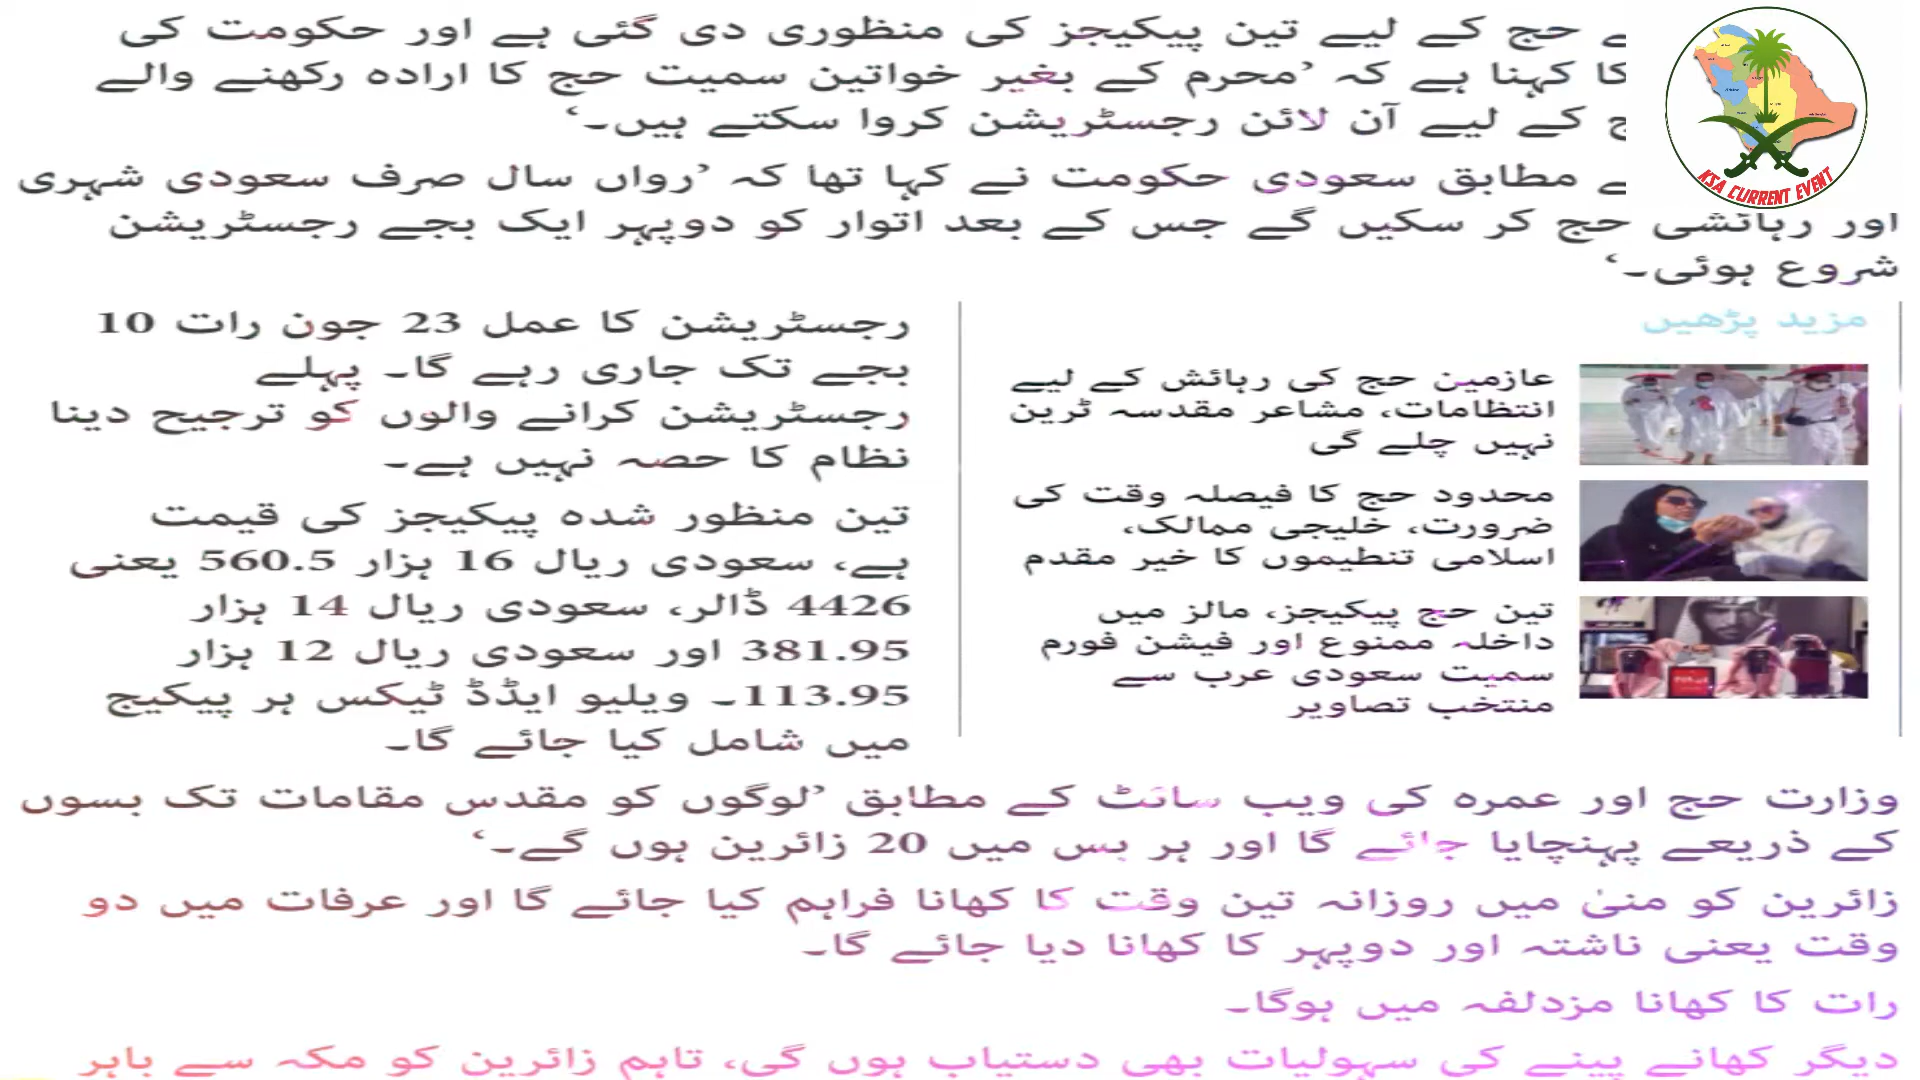 حج کے لیے تین پیکیجز کی منظوری دی گئی ہے اور حکومت کی
کا کہنا ہے کہ ’محرم کے بغیر خواتین سمیت حج کا ارادہ رکھنے والے
کے لیے آن لائن رجسٹریشن کروا سکتے ہیں۔‘
مطابق سعودی حکومت نے کہا تھا کہ ’رواں سال صرف سعودی شہری
اور رہائشی حج کر سکیں گے جس کے بعد اتوار کو دوپہر ایک بجے رجسٹریشن
شروع ہوئی۔‘
KSA CURRENT EVENT
مزید پڑھیں
عازمین حج کی رہائش کے لیے
انتظامات، مشاعر مقدسہ ٹرین
نہیں چلے گی
محدود حج کا فیصلہ وقت کی
ضرورت، خلیجی ممالک،
اسلامی تنظیموں کا خیر مقدم
تین حج پیکیجز، مالز میں
داخلہ ممنوع اور فیشن فورم
سمیت سعودی عرب سے
منتخب تصاویر
رجسٹریشن کا عمل 23 جون رات 10
بجے تک جاری رہے گا۔ پہلے
رجسٹریشن کرانے والوں کو ترجیح دینا
نظام کا حصہ نہیں ہے۔
تین منظور شدہ پیکیجز کی قیمت
ہے، سعودی ریال 16 ہزار 560.5 یعنی
4426 ڈالر، سعودی ریال 14 ہزار
381.95 اور سعودی ریال 12 ہزار
113.95۔ ویلیو ایڈڈ ٹیکس ہر پیکیج
میں شامل کیا جائے گا۔
وزارت حج اور عمرہ کی ویب سائٹ کے مطابق ’لوگوں کو مقدس مقامات تک بسوں
کے ذریعے پہنچایا جائے گا اور ہر بس میں 20 زائرین ہوں گے۔‘
زائرین کو منیٰ میں روزانہ تین وقت کا کھانا فراہم کیا جائے گا اور عرفات میں دو
وقت یعنی ناشتہ اور دوپہر کا کھانا دیا جائے گا۔
رات کا کھانا مزدلفہ میں ہوگا۔
دیگر کھانے پینے کی سہولیات بھی دستیاب ہوں گی، تاہم زائرین کو مکہ سے باہر